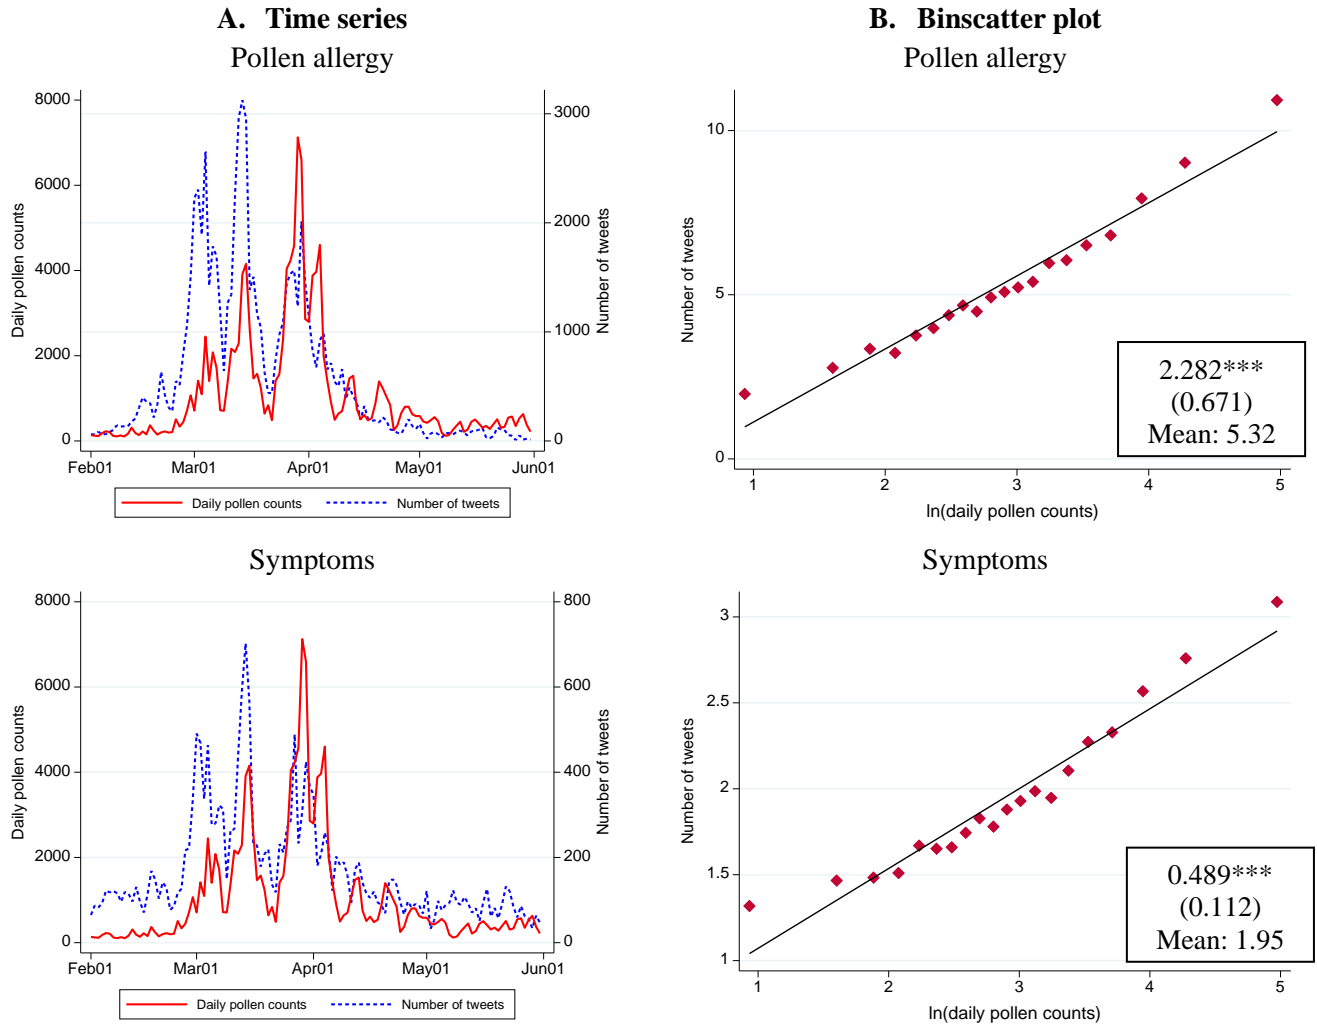 A. Time series
Pollen allergy
8000
6000
4000
2000
0
Daily pollen counts
3000
2000
1000
0
Number of tweets
Feb01 Mar01 Apr01 May01 Jun01
Daily pollen counts Number of tweets
B. Binscatter plot
Pollen allergy
10
5
0
Number of tweets
2.282***
(0.671)
Mean: 5.32
1 2 3 4 5
ln(daily pollen counts)
Symptoms
8000
6000
4000
2000
0
Daily pollen counts
800
600
400
200
0
Number of tweets
Feb01 Mar01 Apr01 May01 Jun01
Daily pollen counts Number of tweets
Symptoms
3
2.5
2
1.5
1
Number of tweets
0.489***
(0.112)
Mean: 1.95
1 2 3 4 5
ln(daily pollen counts)